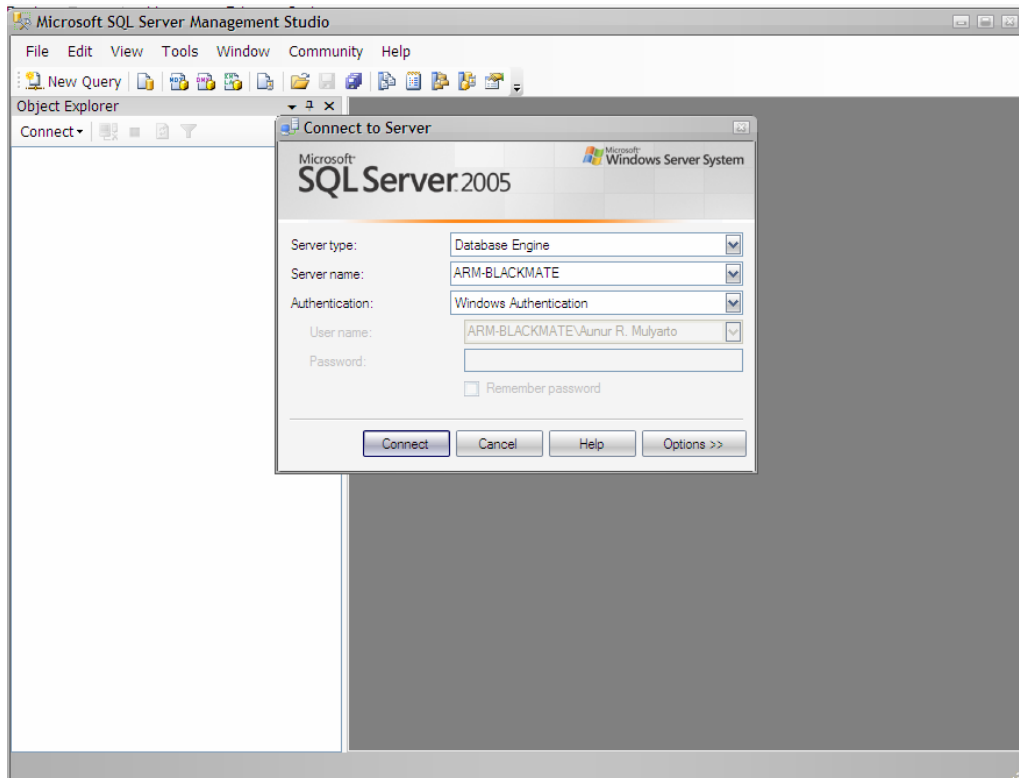 Microsoft SQL Server Management Studio
File Edit View Tools Window Community Help
New Query
Object Explorer
Connect
Connect to Server
Microsoft
SQL Server 2005
Microsoft
Windows Server System
Server type: Database Engine
Server name: ARM-BLACKMATE
Authentication: Windows Authentication
User name: ARM-BLACKMATE\Aunur R. Mulyarto
Password:
Remember password
Connect Cancel Help Options >>